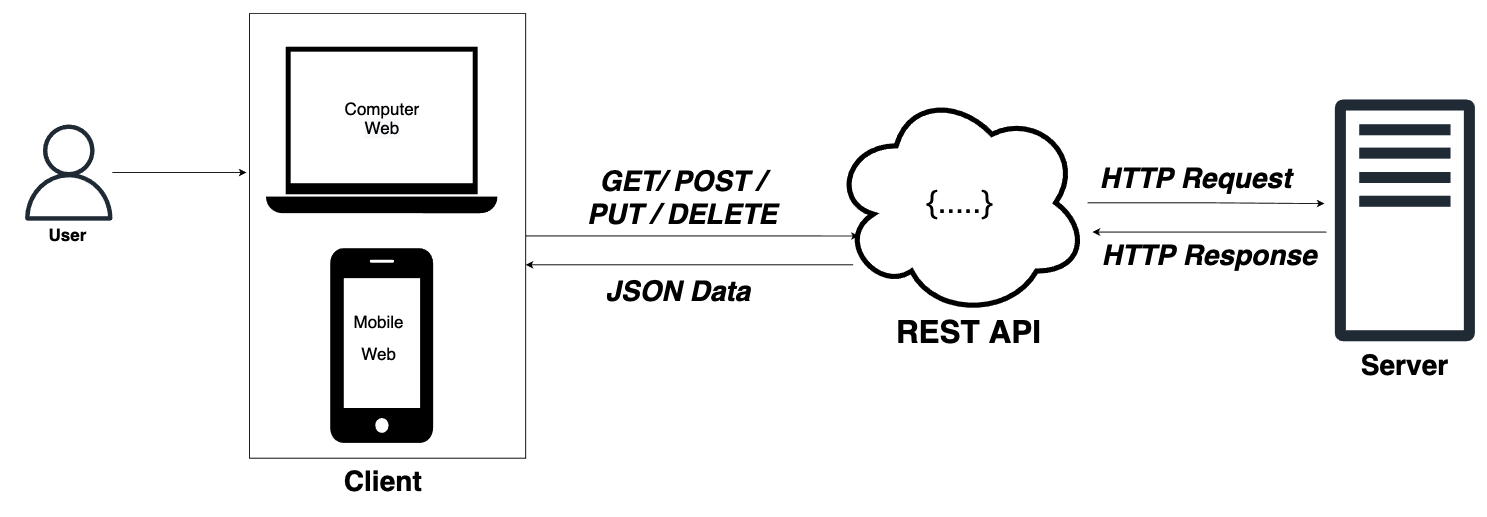 User
Computer
Web
Mobile
Web
Client
GET/ POST /
PUT / DELETE
JSON Data
{.....}
REST API
HTTP Request
HTTP Response
Server